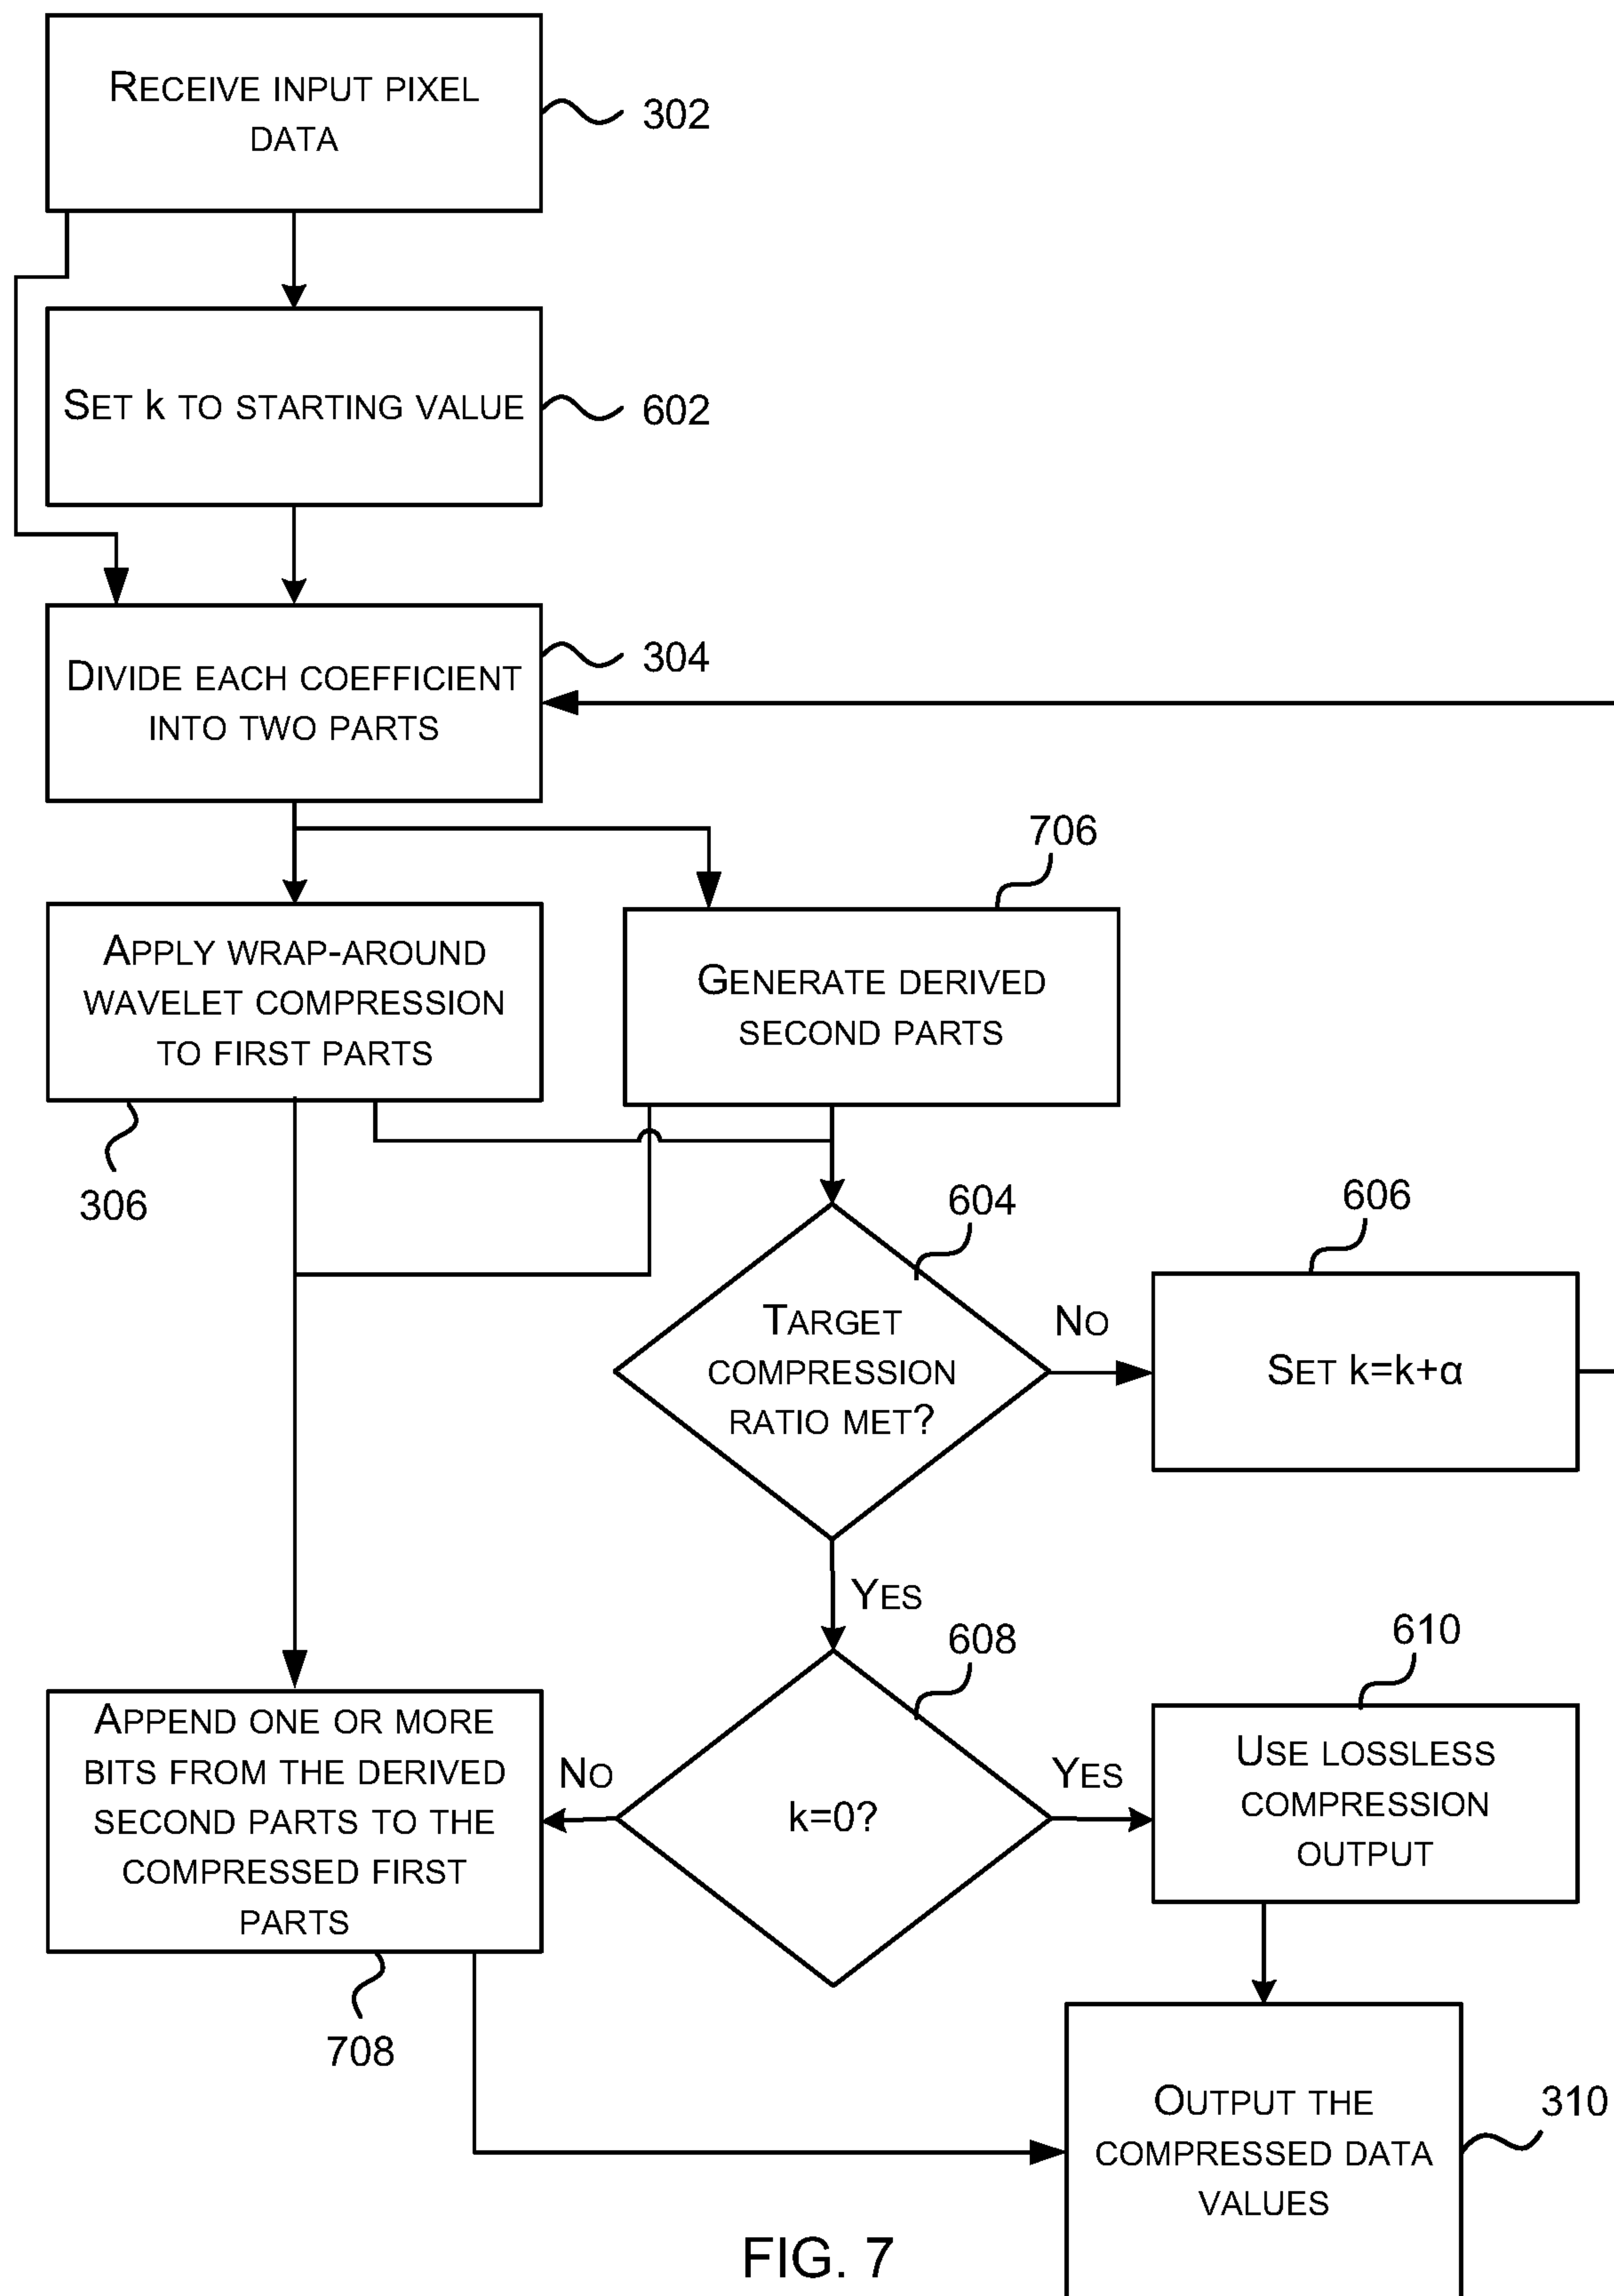 RECEIVE INPUT PIXEL
DATA
302
SET k TO STARTING VALUE
602
DIVIDE EACH COEFFICIENT
INTO TWO PARTS
304
706
APPLY WRAP-AROUND
WAVELET COMPRESSION
TO FIRST PARTS
306
GENERATE DERIVED
SECOND PARTS
604
TARGET
COMPRESSION
RATIO MET?
NO
606
SET k=k+α
YES
608
k=0?
NO
YES
610
USE LOSSLESS
COMPRESSION
OUTPUT
APPEND ONE OR MORE
BITS FROM THE DERIVED
SECOND PARTS TO THE
COMPRESSED FIRST
PARTS
708
OUTPUT THE
COMPRESSED DATA
VALUES
310
FIG. 7